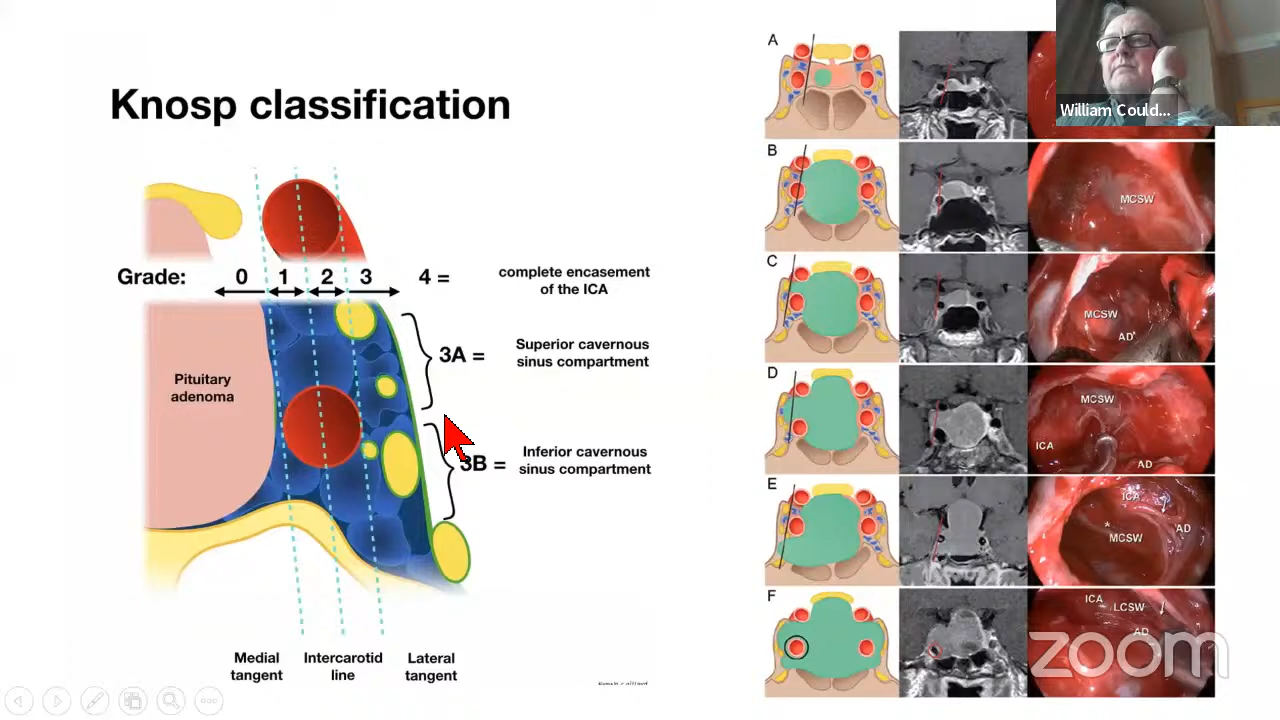 Knosp classification
Grade: 0 1 2 3 4 = complete encasement
of the ICA
3A = Superior cavernous
sinus compartment
Pituitary
adenoma
3B = Inferior cavernous
sinus compartment
Medial
tangent
Intercarotid
line
Lateral
tangent
A
B
MCSW
C
MCSW
AD
D
MCSW
ICA
AD
E
ICA
AD
*
MCSW
F
ICA
LCSW
AD
William Could...
zoom